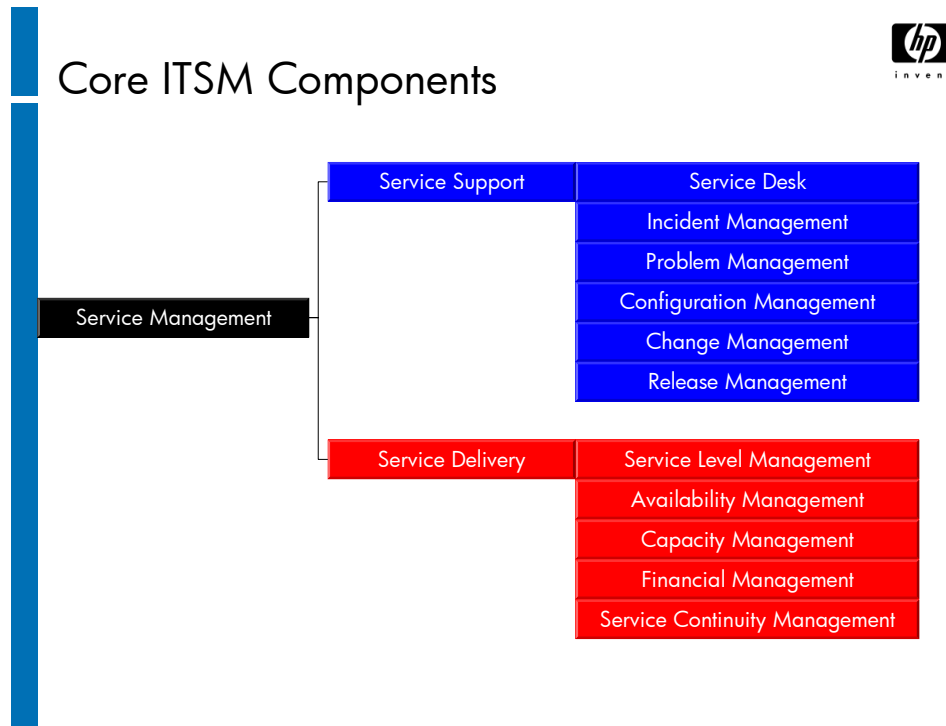 hp
inven
Core ITSM Components
Service Support
Service Desk
Incident Management
Problem Management
Configuration Management
Service Management
Change Management
Release Management
Service Delivery
Service Level Management
Availability Management
Capacity Management
Financial Management
Service Continuity Management